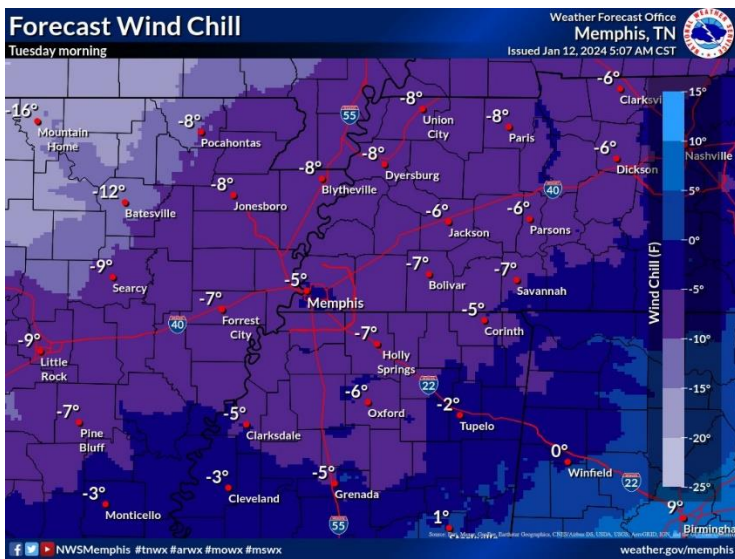 Forecast Wind Chill
Tuesday morning
Weather Forecast Office
Memphis, TN
Issued Jan 12, 2024 5:07 AM CST
NATIONAL WEATHER SERVICE
-16°
Mountain
Home
-8°
Pocahontas
55
-8°
Union
City
-8°
Paris
-6°
15°
10°
Nashville
-12°
Batesville
-8°
Jonesboro
-8°
Blytheville
-8°
Dyersburg
-6°
Dickson
40
5°
-6°
Jackson
-6°
Parsons
0°
-9°
Searcy
-7°
Forrest
City
-5°
Memphis
-7°
Bolivar
-7°
Savannah
-5°
Wind Chill (F)
40
-9°
Little
Rock
-7°
Holly
Springs
-5°
Corinth
-10°
22
-7°
Pine
Bluff
-5°
Clarksdale
-6°
Oxford
-2°
Tupelo
-15°
-3°
Monticello
-3°
Cleveland
-5°
Grenada
0°
Winfield
-20°
22
-25°
55
1°
9°
NWSMemphis #tnwx #arwx #mowx #mswx
weather.gov/memphis